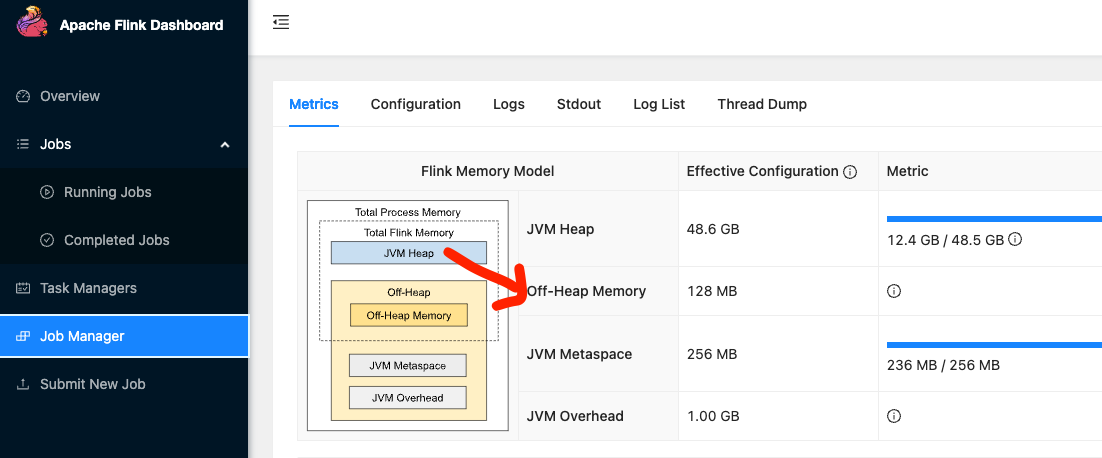 Apache Flink Dashboard
Overview
Jobs
Running Jobs
Completed Jobs
Task Managers
Job Manager
Submit New Job
Metrics Configuration Logs Stdout Log List Thread Dump
Flink Memory Model Effective Configuration Metric
Total Process Memory
Total Flink Memory
JVM Heap
Off-Heap
Off-Heap Memory
JVM Metaspace
JVM Overhead
JVM Heap 48.6 GB 12.4 GB / 48.5 GB
Off-Heap Memory 128 MB
JVM Metaspace 256 MB 236 MB / 256 MB
JVM Overhead 1.00 GB